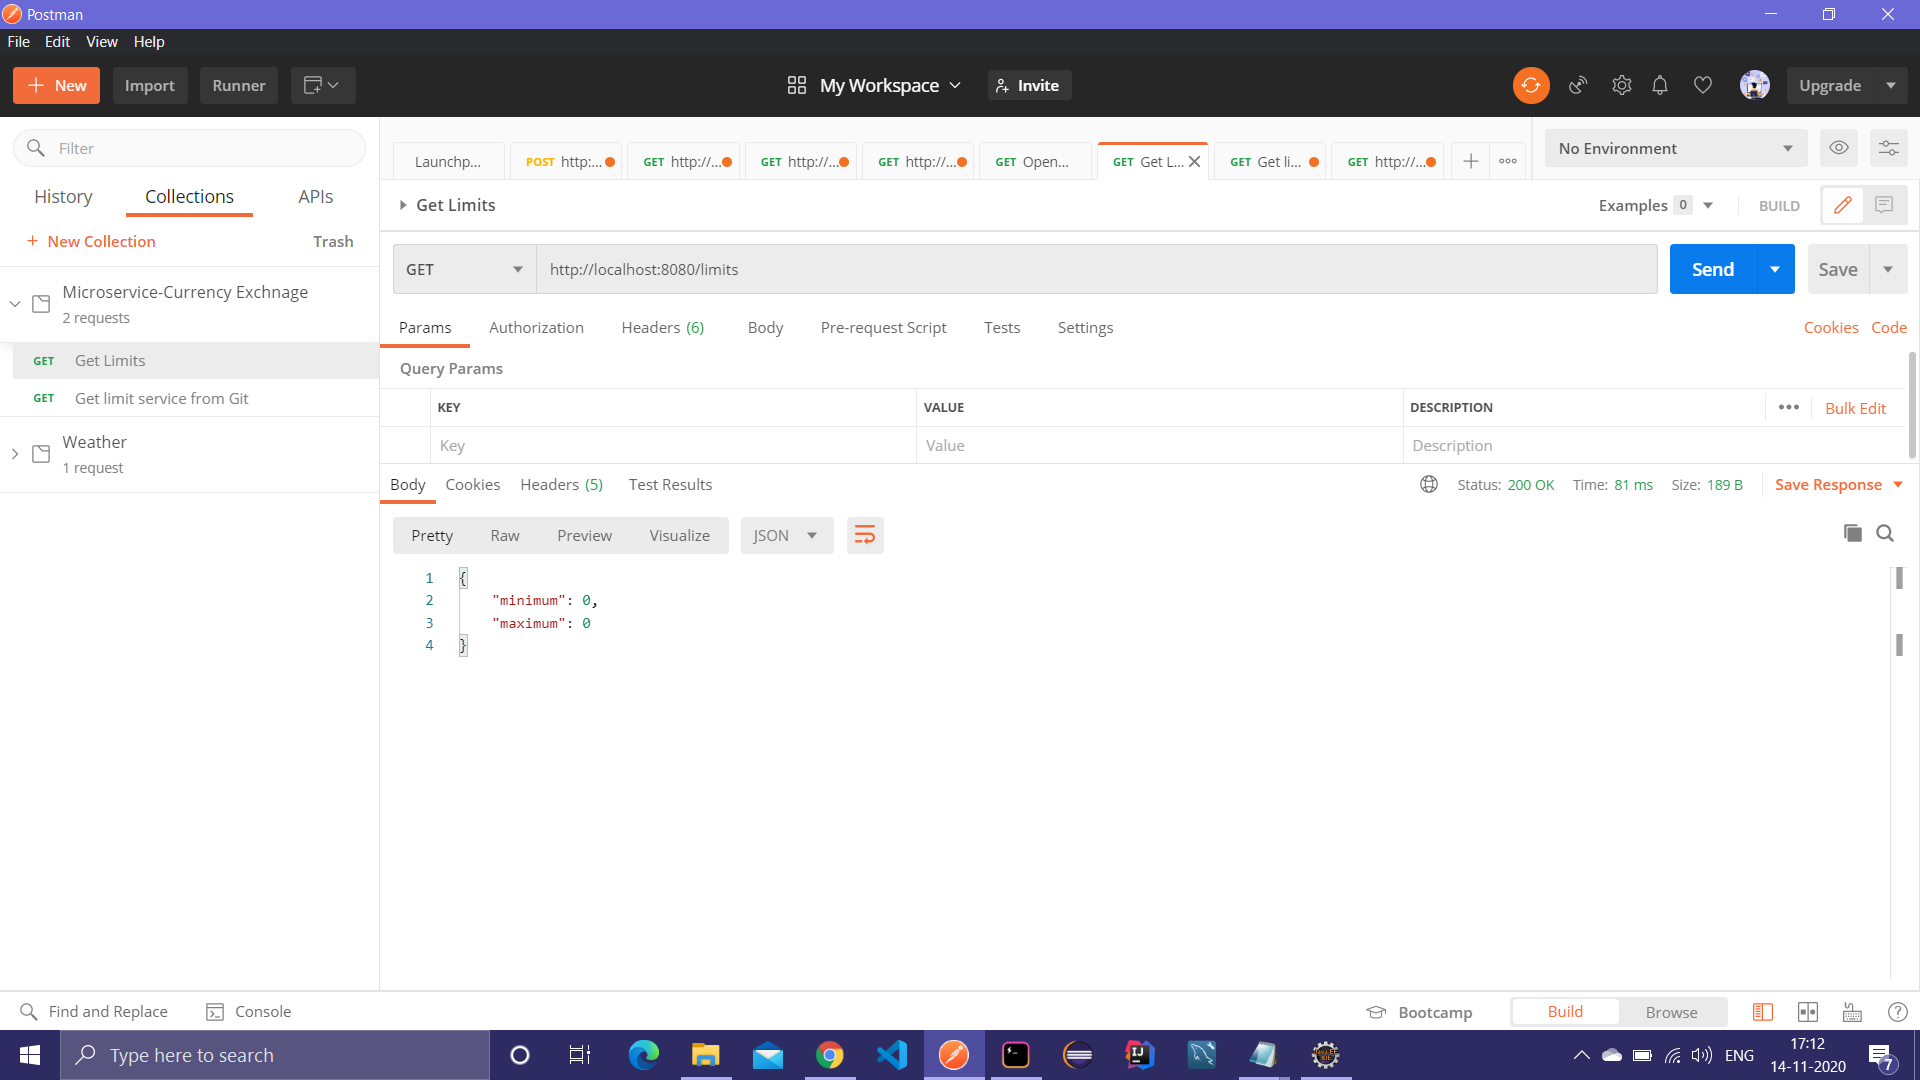 Postman
File Edit View Help
New Import Runner My Workspace Invite Upgrade
Filter
History Collections APIs
+ New Collection Trash
Microservice-Currency Exchnage
2 requests
GET Get Limits
GET Get limit service from Git
Weather
1 request
Launchp... POST http:... GET http://... GET http://... GET http://... GET Open... GET Get L... GET Get li... GET http://... No Environment
Get Limits Examples 0 BUILD
GET http://localhost:8080/limits Send Save
Params Authorization Headers (6) Body Pre-request Script Tests Settings Cookies Code
Query Params
KEY VALUE DESCRIPTION Bulk Edit
Key Value Description
Body Cookies Headers (5) Test Results Status: 200 OK Time: 81 ms Size: 189 B Save Response
Pretty Raw Preview Visualize JSON
1 {
2 "minimum": 0,
3 "maximum": 0
4 }
Find and Replace Console Bootcamp Build Browse
Type here to search ENG 17:12
14-11-2020 7